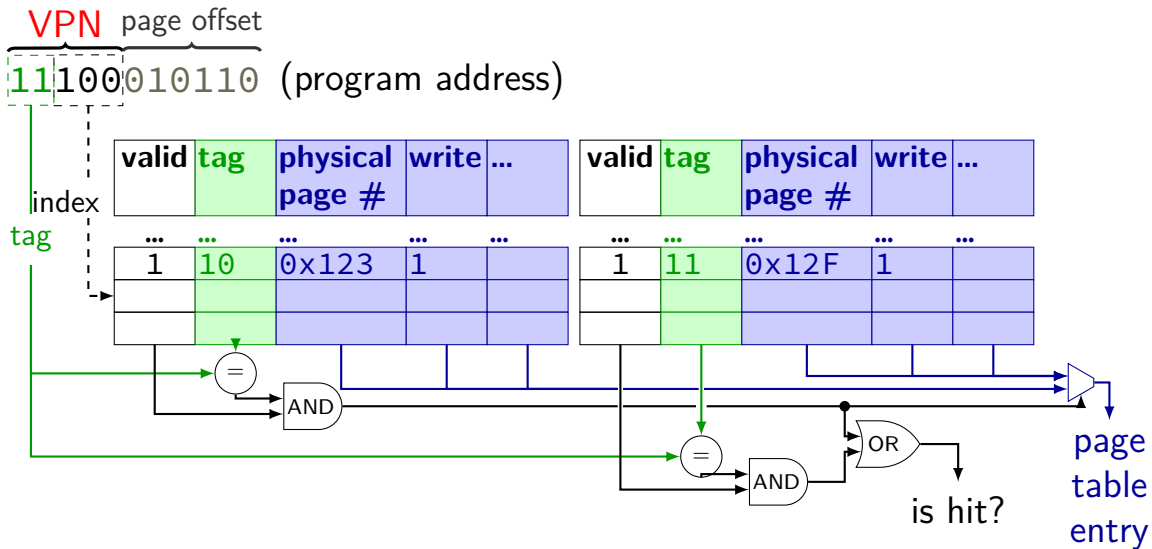 VPN page offset
11100010110 (program address)
valid tag physical page # write ... valid tag physical page # write ...
index
tag
... ... ... ... ... ... ... ... ... ...
1 10 0x123 1 1 11 0x12F 1
=
AND
OR
=
AND
is hit?
page
table
entry